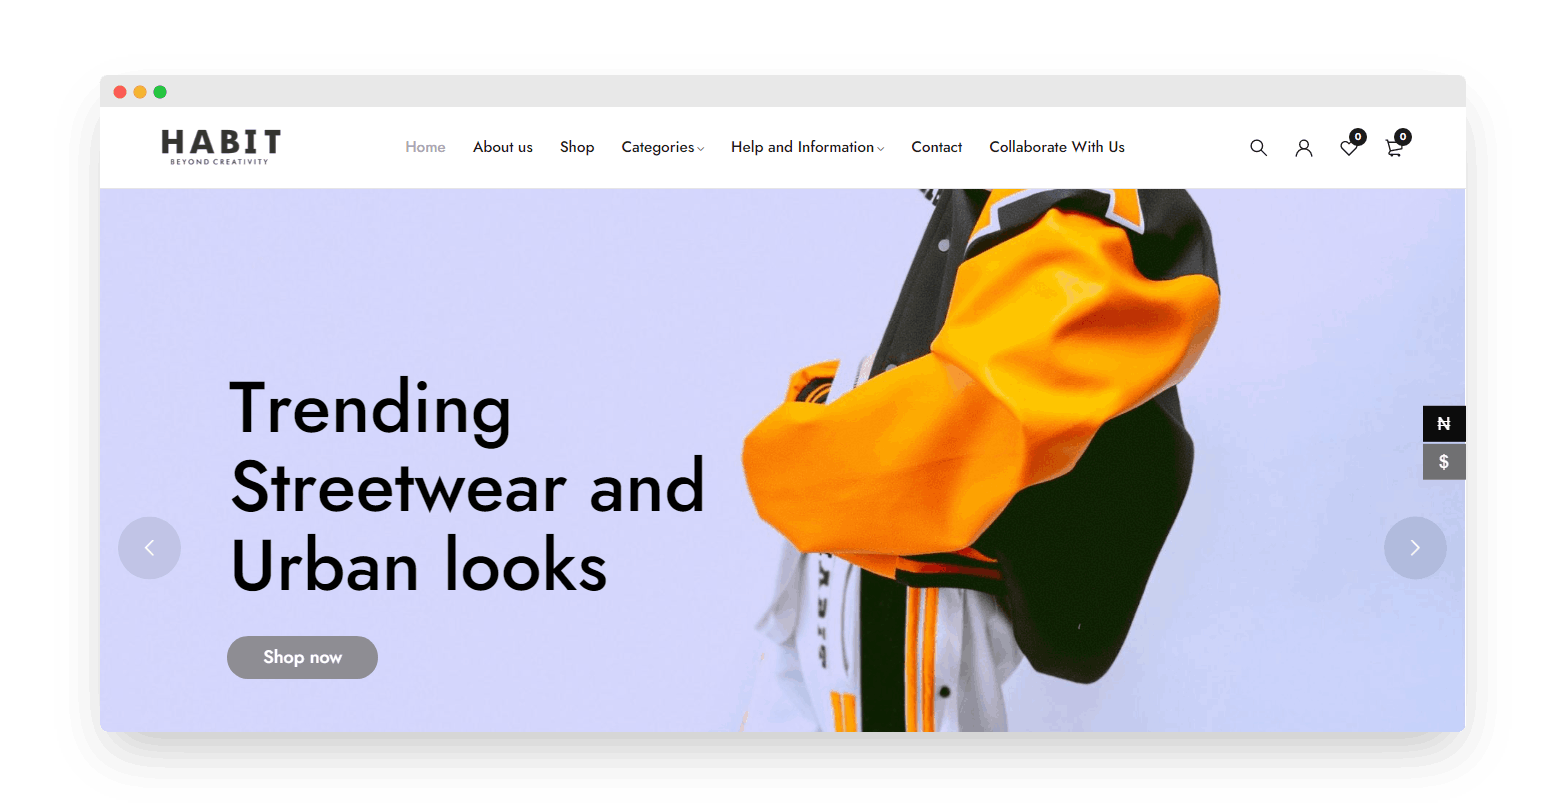 HABIT
BEYOND CREATIVITY
Home About us Shop Categories Help and Information Contact Collaborate With Us
0 0
Trending
Streetwear and
Urban looks
Shop now
₦
$